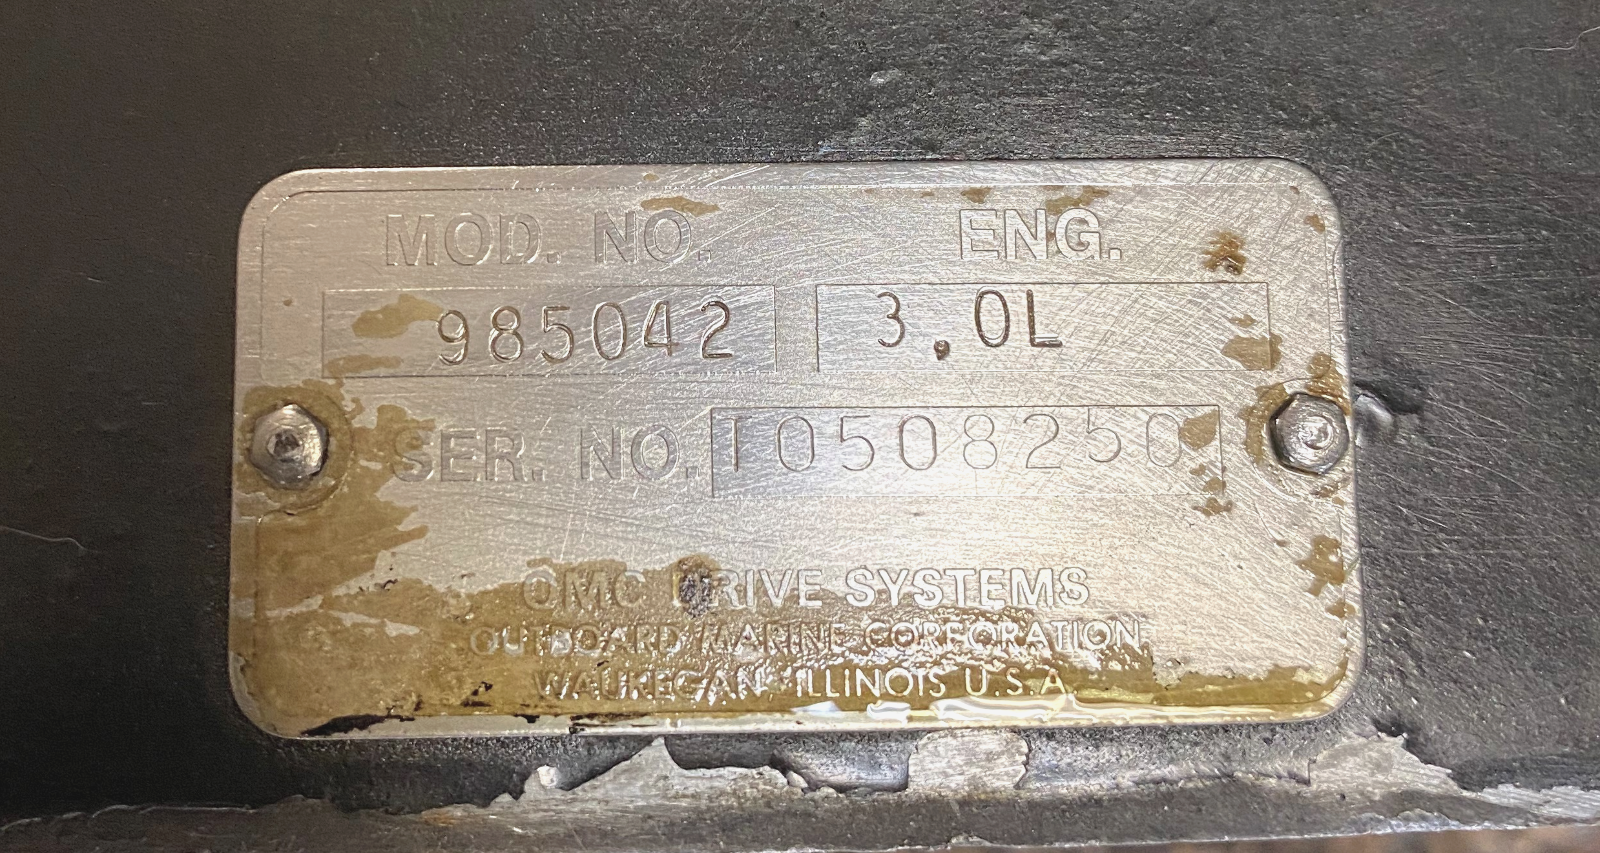 MOD. NO. ENG.
985042 3.0L
SER. NO. 10508250
OMC DRIVE SYSTEMS
OUTBOARD MARINE CORPORATION
WAUKEGAN, ILLINOIS U.S.A.